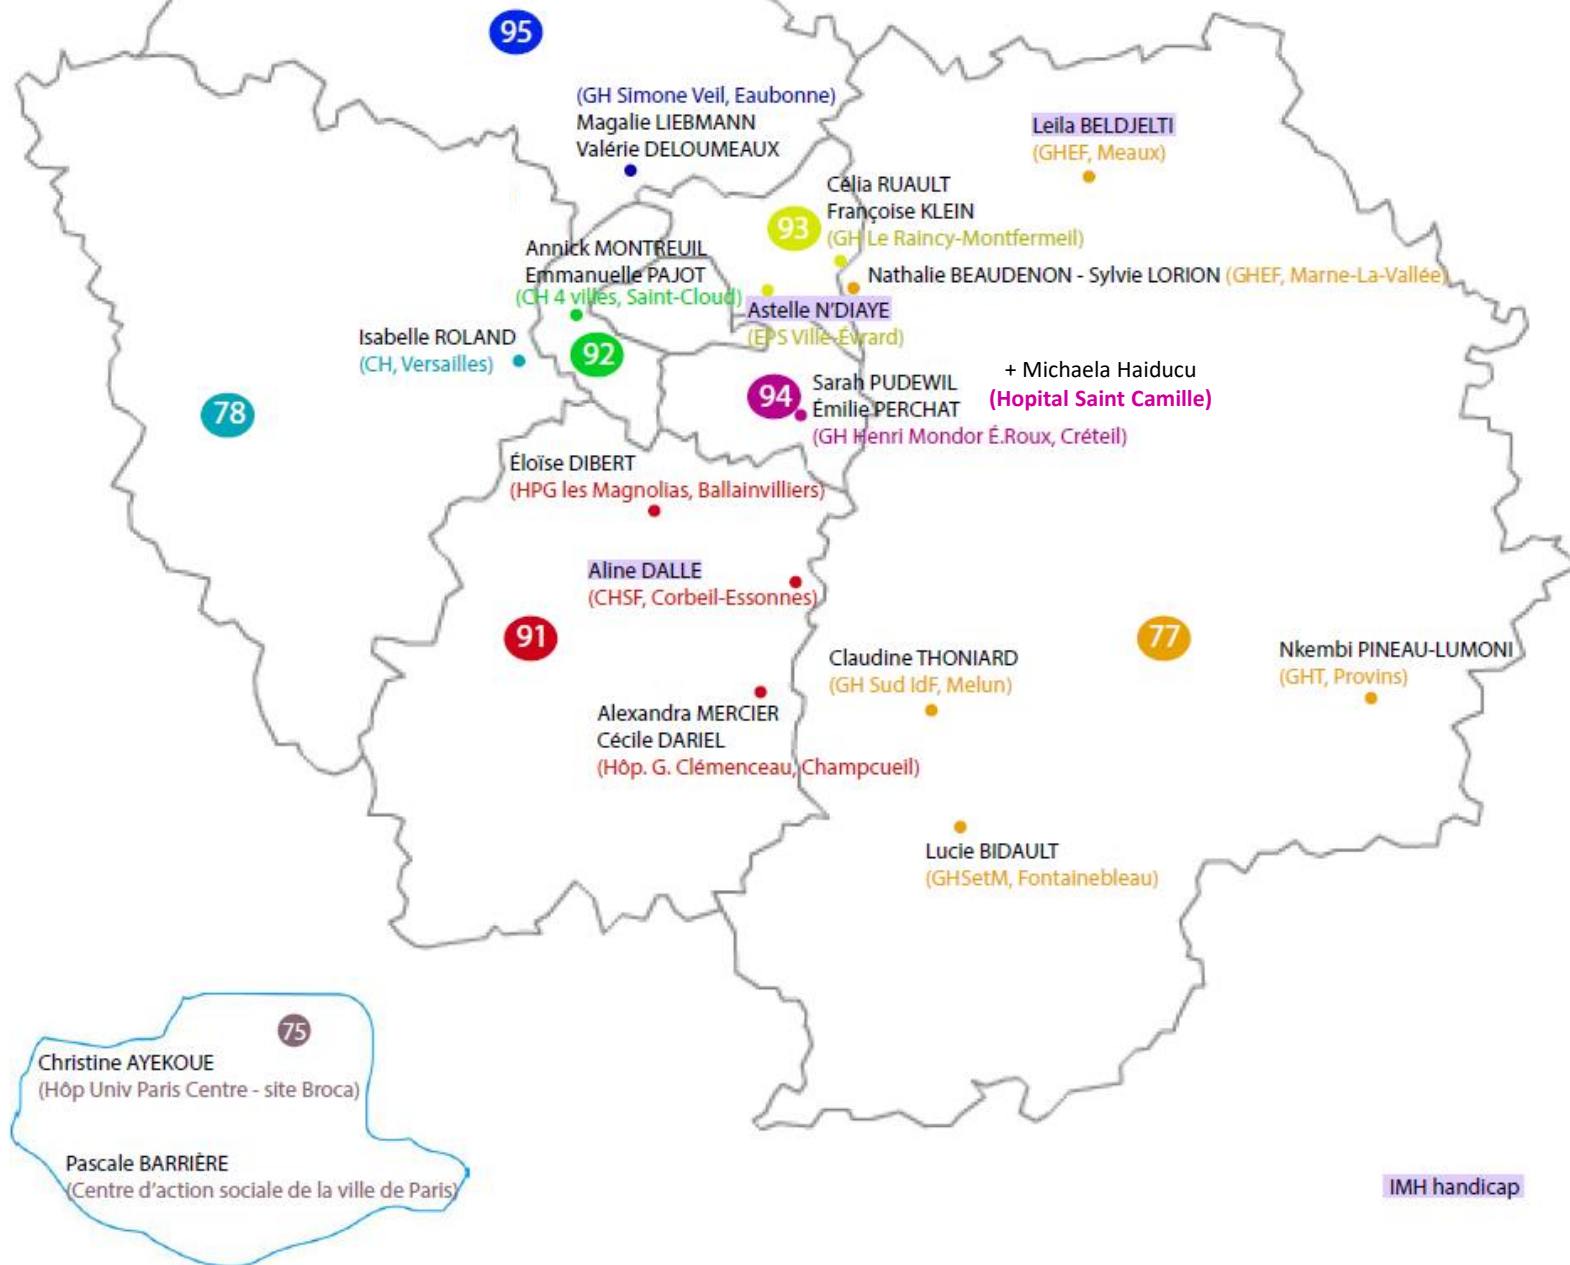 95
(GH Simone Veil, Eaubonne)
Magalie LIEBMANN
Valérie DELOUMEAUX
Leila BELDJELTI
(GHEF, Meaux)
Célia RUAULT
Françoise KLEIN
(GH Le Raincy-Montfermeil)
93
Annick MONTREUIL
Emmanuelle PAJOT
(CH 4 villes, Saint-Cloud)
Nathalie BEAUDENON - Sylvie LORION (GHEF, Marne-La-Vallée)
Astelle N'DIAYE
(EPS Ville-Évrard)
Isabelle ROLAND
(CH, Versailles)
92
78
94
Sarah PUDEWIL
Émilie PERCHAT
(GH Henri Mondor É.Roux, Créteil)
+ Michaela Haiducu
(Hopital Saint Camille)
Éloïse DIBERT
(HPG les Magnolias, Ballainvilliers)
Aline DALLE
(CHSF, Corbeil-Essonnes)
91
77
Claudine THONIARD
(GH Sud IdF, Melun)
Nkembi PINEAU-LUMONI
(GHT, Provins)
Alexandra MERCIER
Cécile DARIEL
(Hôp. G. Clémenceau, Champcueil)
Lucie BIDAULT
(GHSetM, Fontainebleau)
75
Christine AYEKOUE
(Hôp Univ Paris Centre - site Broca)
Pascale BARRIÈRE
(Centre d'action sociale de la ville de Paris)
IMH handicap